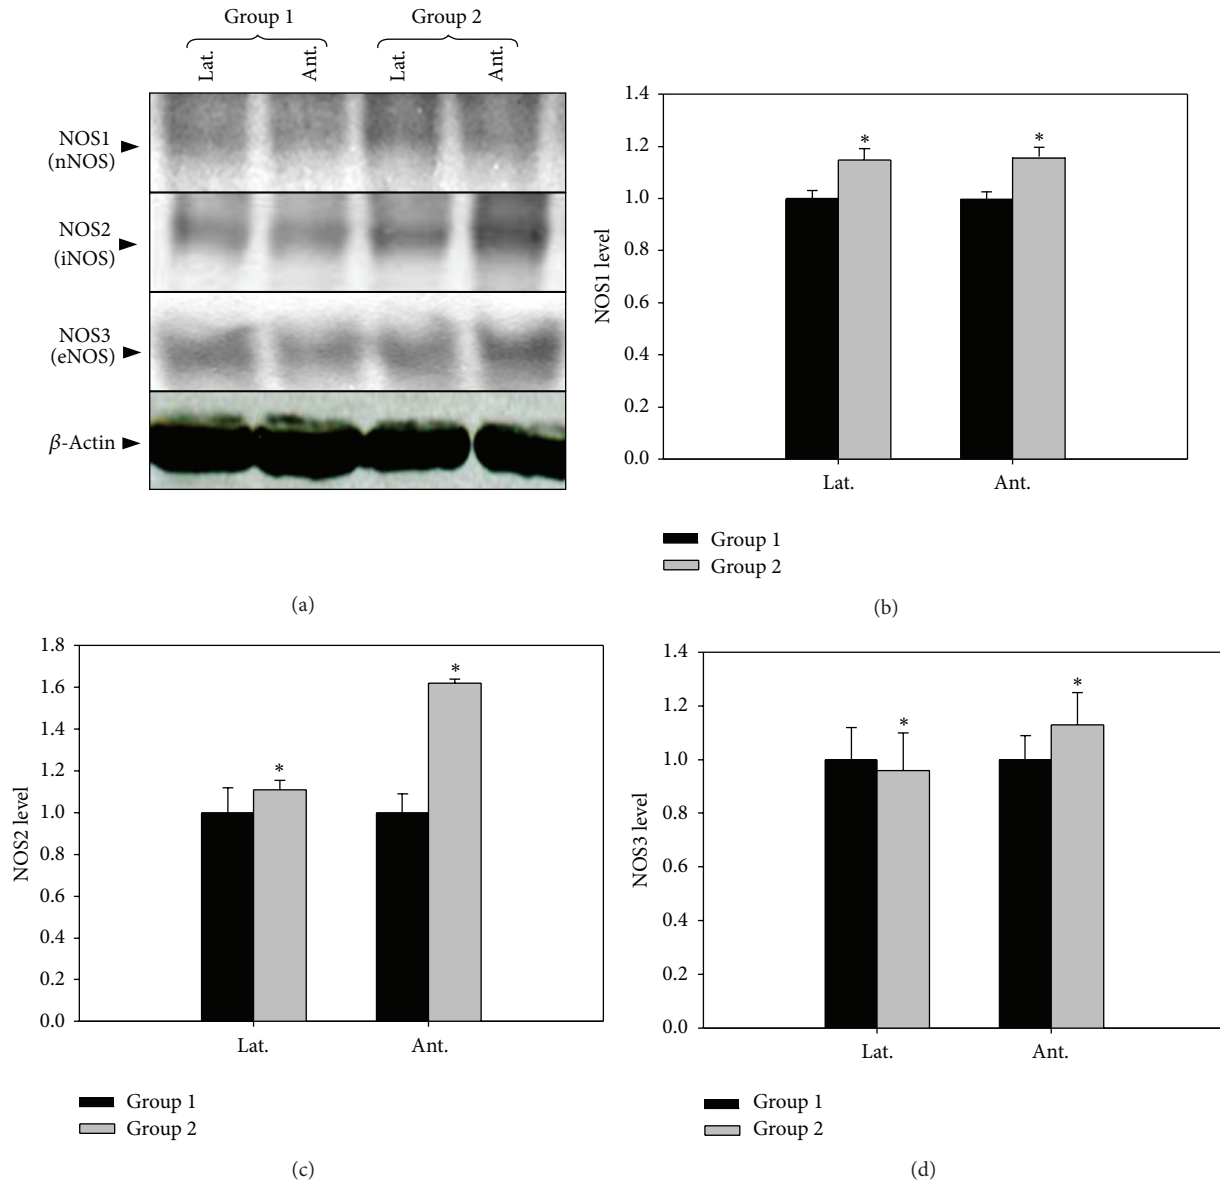 Group 1
Group 2
Lat.
Ant.
Lat.
Ant.
NOS1
(nNOS)
NOS2
(iNOS)
NOS3
(eNOS)
β-Actin
(a)
1.4
1.2
1.0
0.8
0.6
0.4
0.2
0.0
NOS1 level
*
*
Lat.
Ant.
Group 1
Group 2
(b)
1.8
1.6
1.4
1.2
1.0
0.8
0.6
0.4
0.2
0.0
NOS2 level
*
*
Lat.
Ant.
Group 1
Group 2
(c)
1.4
1.2
1.0
0.8
0.6
0.4
0.2
0.0
NOS3 level
*
*
Lat.
Ant.
Group 1
Group 2
(d)